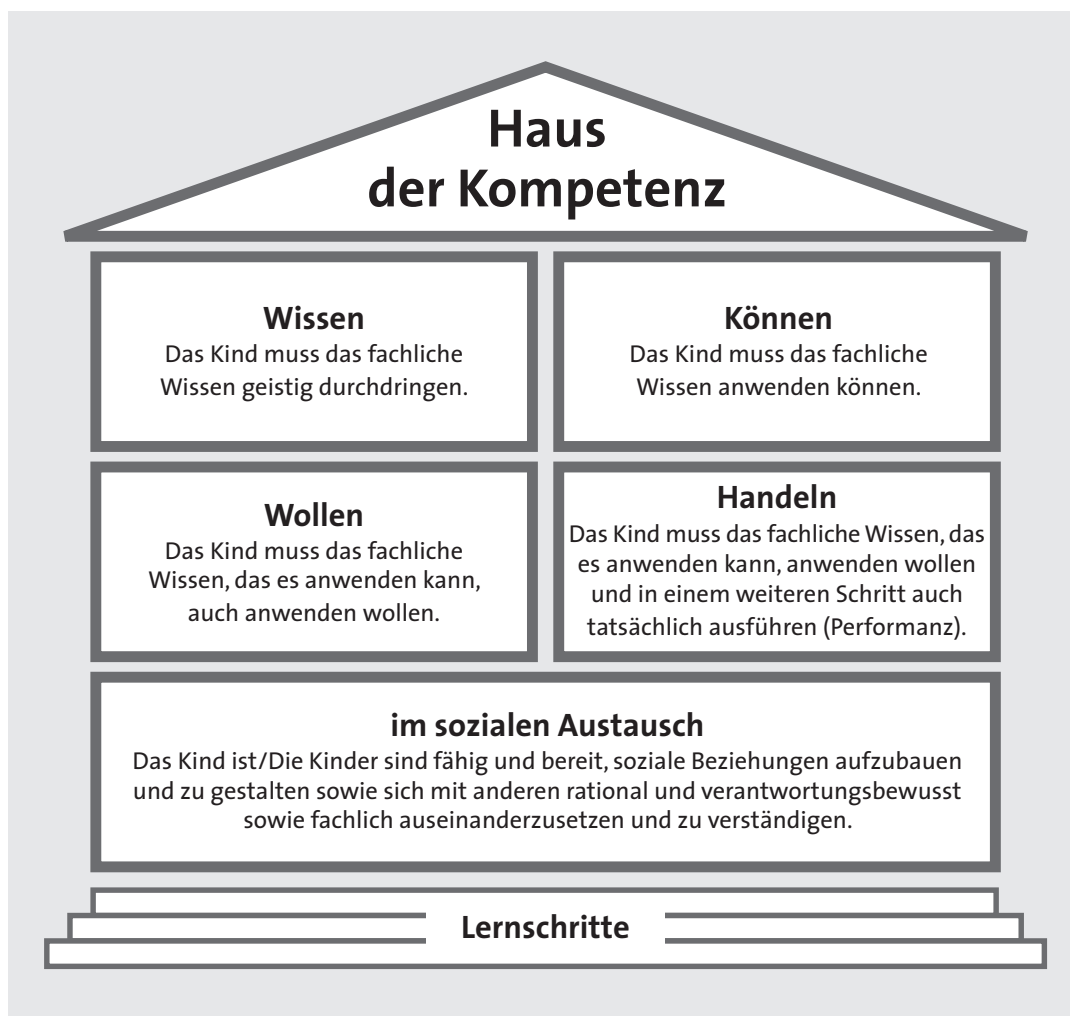 Haus
der Kompetenz
Wissen
Das Kind muss das fachliche
Wissen geistig durchdringen.
Können
Das Kind muss das fachliche
Wissen anwenden können.
Wollen
Das Kind muss das fachliche
Wissen, das es anwenden kann,
auch anwenden wollen.
Handeln
Das Kind muss das fachliche Wissen, das
es anwenden kann, anwenden wollen
und in einem weiteren Schritt auch
tatsächlich ausführen (Performanz).
im sozialen Austausch
Das Kind ist/Die Kinder sind fähig und bereit, soziale Beziehungen aufzubauen
und zu gestalten sowie sich mit anderen rational und verantwortungsbewusst
sowie fachlich auseinanderzusetzen und zu verständigen.
Lernschritte